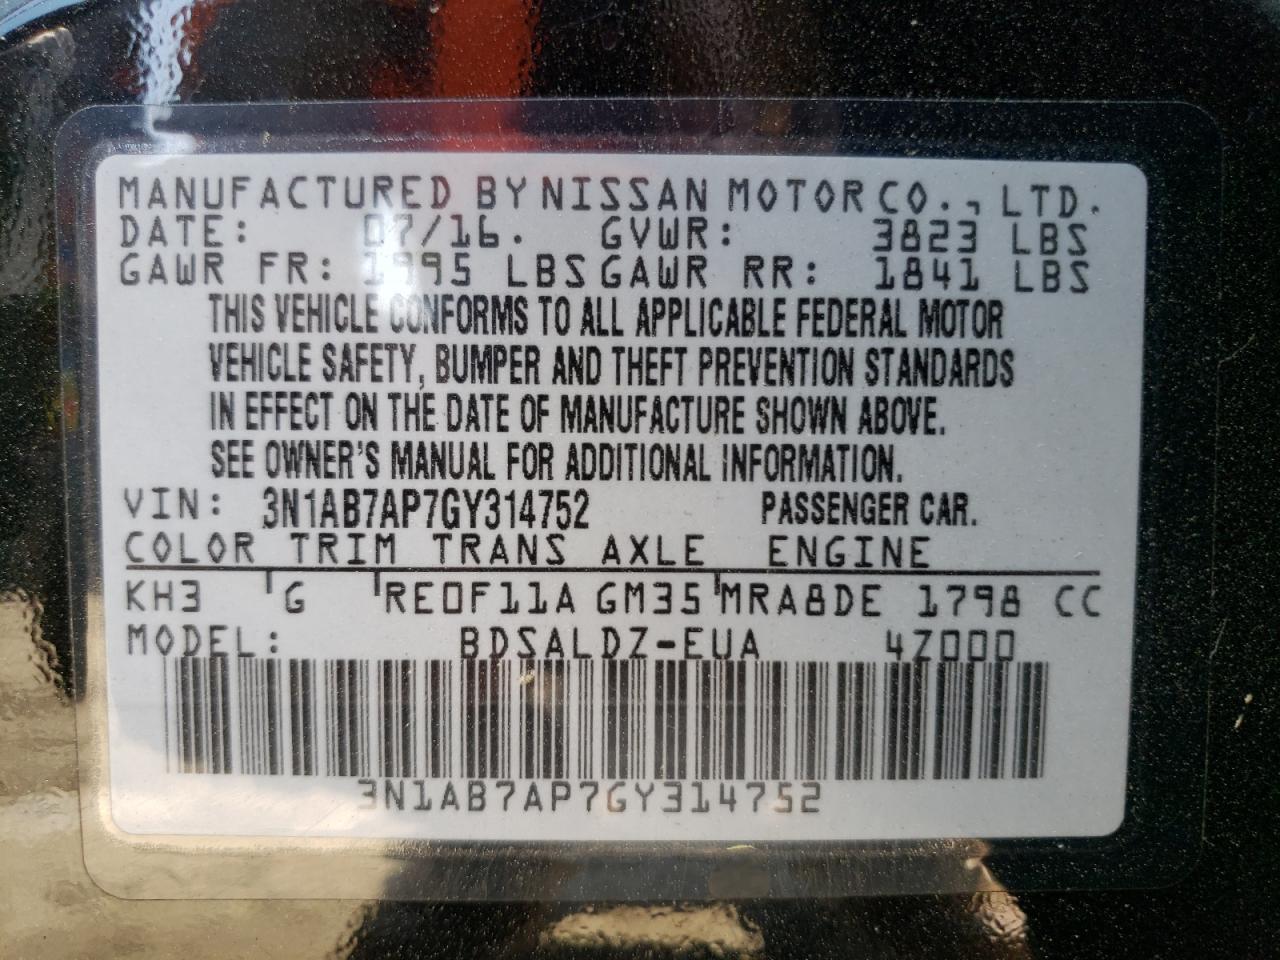 MANUFACTURED BY NISSAN MOTOR CO., LTD.
DATE: 07/16. GVWR: 3823 LBS
GAWR FR: 1995 LBS GAWR RR: 1841 LBS
THIS VEHICLE CONFORMS TO ALL APPLICABLE FEDERAL MOTOR
VEHICLE SAFETY, BUMPER AND THEFT PREVENTION STANDARDS
IN EFFECT ON THE DATE OF MANUFACTURE SHOWN ABOVE.
SEE OWNER'S MANUAL FOR ADDITIONAL INFORMATION.
VIN: 3N1AB7AP7GY314752 PASSENGER CAR.
COLOR TRIM TRANS AXLE ENGINE
KH3 G RE0F11A GM35 MRA8DE 1798 CC
MODEL: BDSALDZ-EUA 4Z000
3N1AB7AP7GY314752